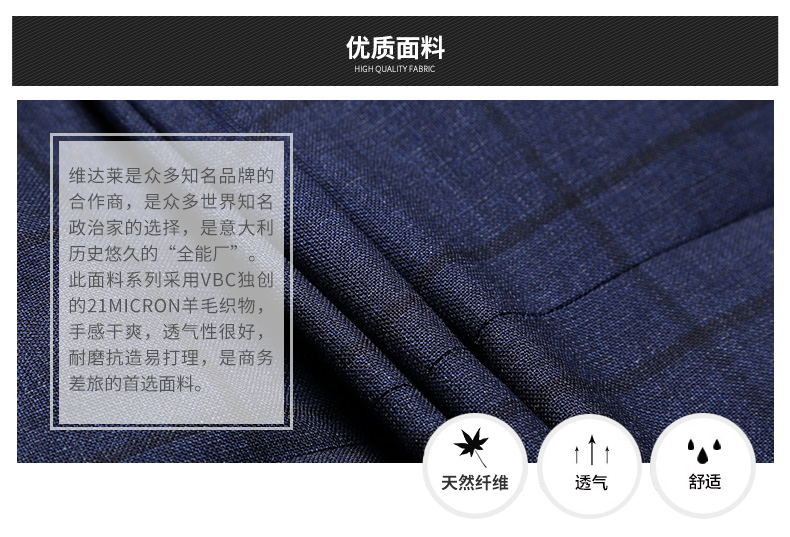 优质面料
HIGH QUALITY FABRIC
维达莱是众多知名品牌的
合作商，是众多世界知名
政治家的选择，是意大利
历史悠久的“全能厂”。
此面料系列采用VBC独创
的21MICRON羊毛织物，
手感干爽，透气性很好，
耐磨抗造易打理，是商务
差旅的首选面料。
天然纤维
透气
舒适